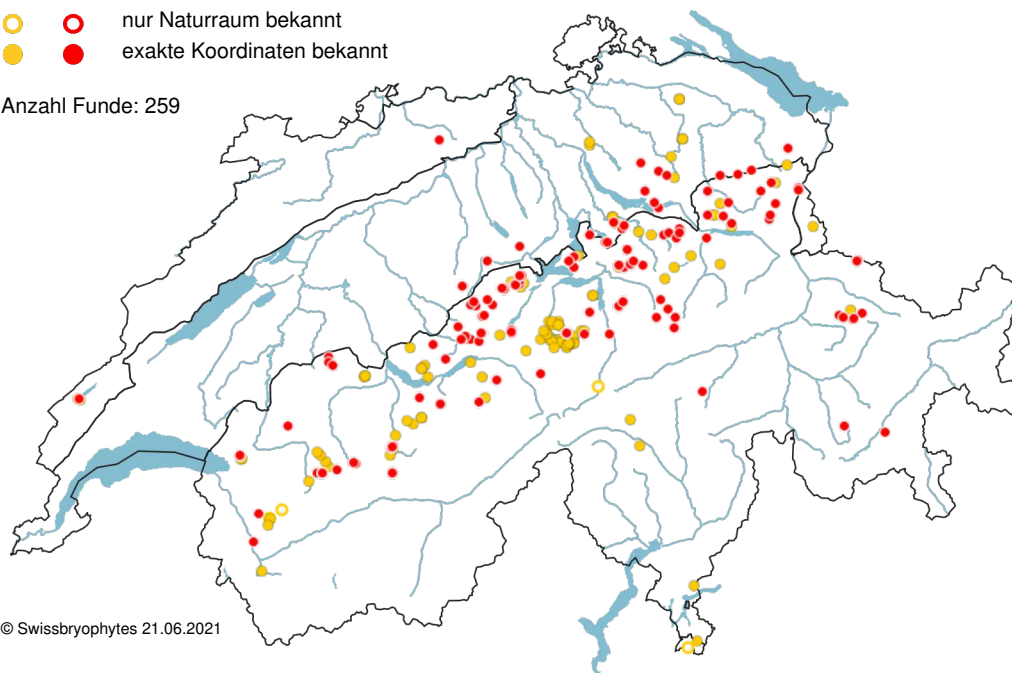 nur Naturraum bekannt
exakte Koordinaten bekannt
Anzahl Funde: 259
© Swissbryophytes 21.06.2021